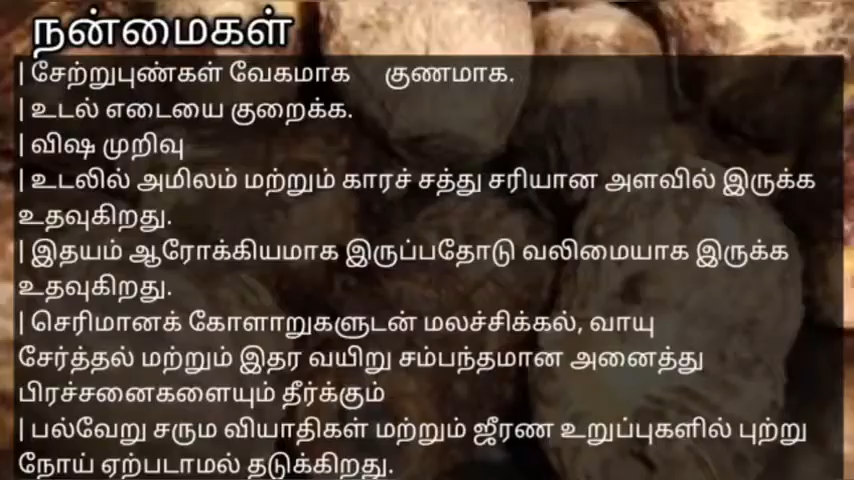 நன்மைகள்
| சேற்றுபுண்கள் வேகமாக குணமாக.
| உடல் எடையை குறைக்க.
| விஷ முறிவு
| உடலில் அமிலம் மற்றும் காரச் சத்து சரியான அளவில் இருக்க
உதவுகிறது.
| இதயம் ஆரோக்கியமாக இருப்பதோடு வலிமையாக இருக்க
உதவுகிறது.
| செரிமானக் கோளாறுகளுடன் மலச்சிக்கல், வாயு
சேர்த்தல் மற்றும் இதர வயிறு சம்பந்தமான அனைத்து
பிரச்சனைகளையும் தீர்க்கும்
| பல்வேறு சரும வியாதிகள் மற்றும் ஜீரண உறுப்புகளில் புற்று
நோய் ஏற்படாமல் தடுக்கிறது.